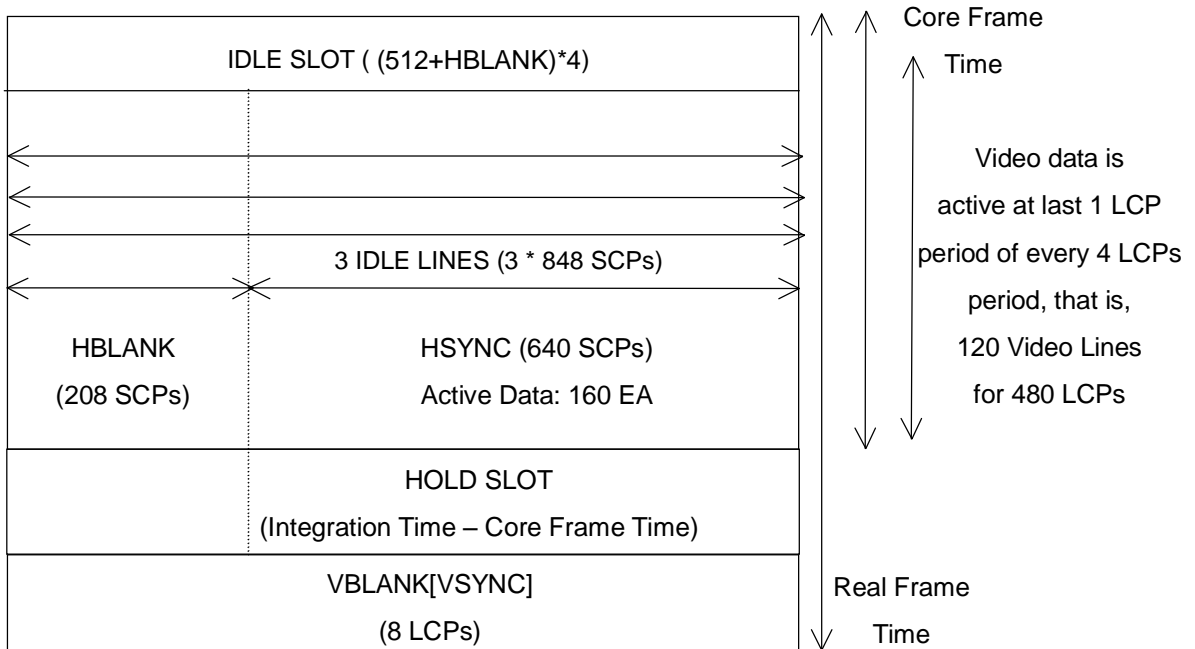 Core Frame
Time
IDLE SLOT ( (512+HBLANK)*4)
Video data is
active at last 1 LCP
period of every 4 LCPs
period, that is,
120 Video Lines
for 480 LCPs
3 IDLE LINES (3 * 848 SCPs)
HBLANK
(208 SCPs)
HSYNC (640 SCPs)
Active Data: 160 EA
HOLD SLOT
(Integration Time – Core Frame Time)
VBLANK[VSYNC]
(8 LCPs)
Real Frame
Time